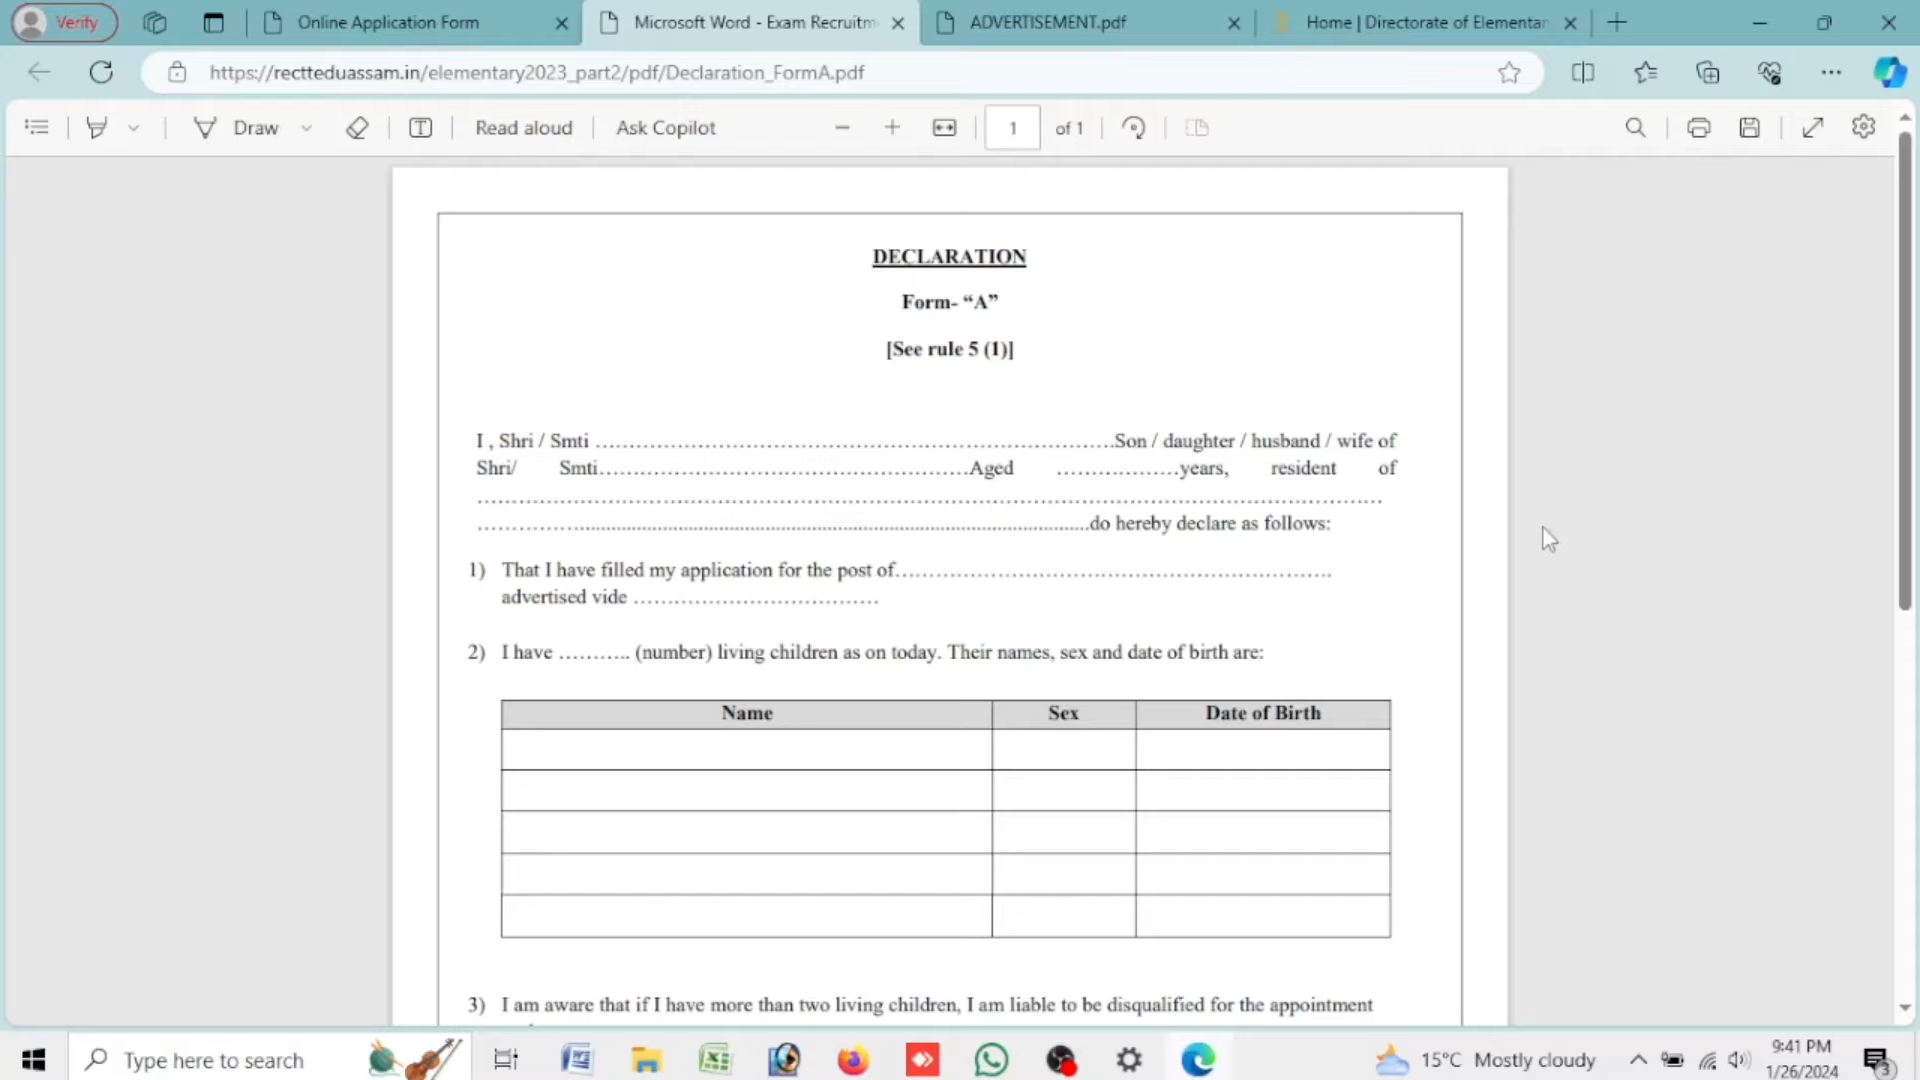 Verify
Online Application Form
Microsoft Word - Exam Recruitm
ADVERTISEMENT.pdf
Home | Directorate of Elementar
https://rectteduassam.in/elementary2023_part2/pdf/Declaration_FormA.pdf
Draw
Read aloud
Ask Copilot
1 of 1
DECLARATION
Form- “A”
[See rule 5 (1)]
I , Shri / Smti ……………………………………………………………………Son / daughter / husband / wife of
Shri/ Smti………………………………………………Aged ………………years, resident of
………………………………………………………………………………………………………………………
……………...........................................................................................do hereby declare as follows:
1) That I have filled my application for the post of……………………………………………………….
advertised vide ………………………………
2) I have ……….. (number) living children as on today. Their names, sex and date of birth are:
Name Sex Date of Birth
3) I am aware that if I have more than two living children, I am liable to be disqualified for the appointment
Type here to search
15°C Mostly cloudy
9:41 PM
1/26/2024
3